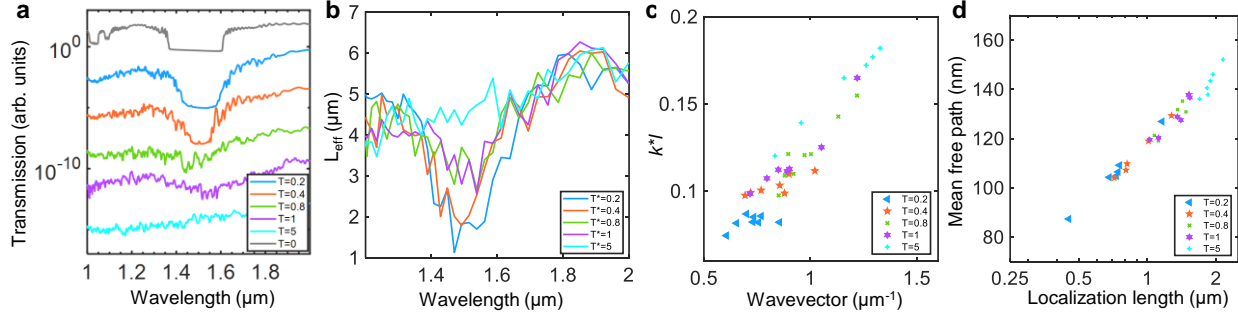 a
Transmission (arb. units)
10⁰
10⁻¹⁰
T=0.2
T=0.4
T=0.8
T=1
T=5
T=0
1 1.2 1.4 1.6 1.8
Wavelength (μm)
b
L_eff (μm)
7
6
5
4
3
2
1
T*=0.2
T*=0.4
T*=0.8
T*=1
T*=5
1.4 1.6 1.8 2
Wavelength (μm)
c
k*l
0.2
0.15
0.1
T=0.2
T=0.4
T=0.8
T=1
T=5
0.5 1 1.5
Wavevector (μm⁻¹)
d
Mean free path (nm)
160
140
120
100
80
T=0.2
T=0.4
T=0.8
T=1
T=5
0.25 0.5 1 2
Localization length (μm)